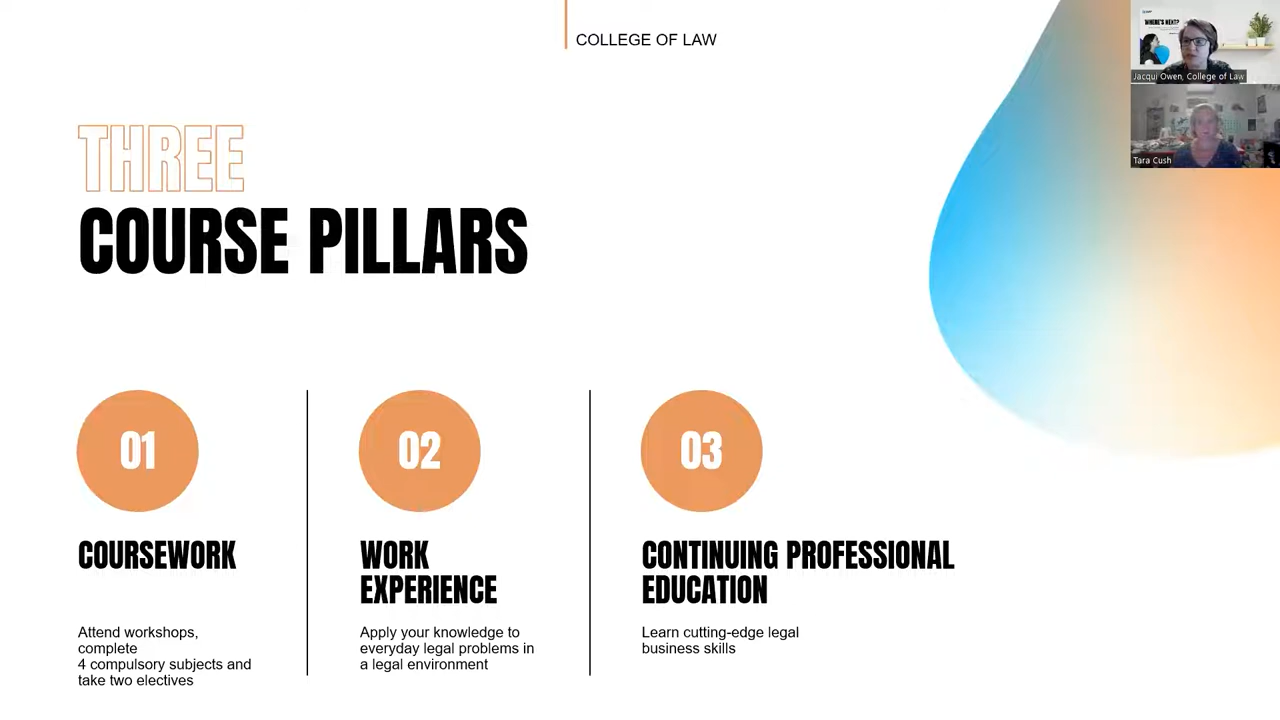 COLLEGE OF LAW
WHERE'S NEXT?
Jacqui Owen, College of Law
Tara Cush
THREE
COURSE PILLARS
01
COURSEWORK
Attend workshops,
complete
4 compulsory subjects and
take two electives
02
WORK
EXPERIENCE
Apply your knowledge to
everyday legal problems in
a legal environment
03
CONTINUING PROFESSIONAL
EDUCATION
Learn cutting-edge legal
business skills